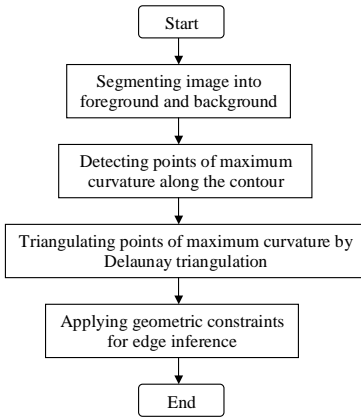 Start
Segmenting image into
foreground and background
Detecting points of maximum
curvature along the contour
Triangulating points of maximum curvature by
Delaunay triangulation
Applying geometric constraints
for edge inference
End